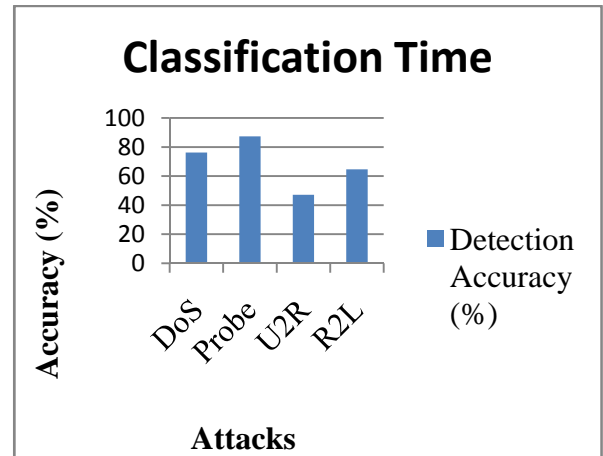 Classification Time
100
80
60
40
20
0
Accuracy (%)
DoS
Probe
U2R
R2L
Attacks
Detection
Accuracy
(%)